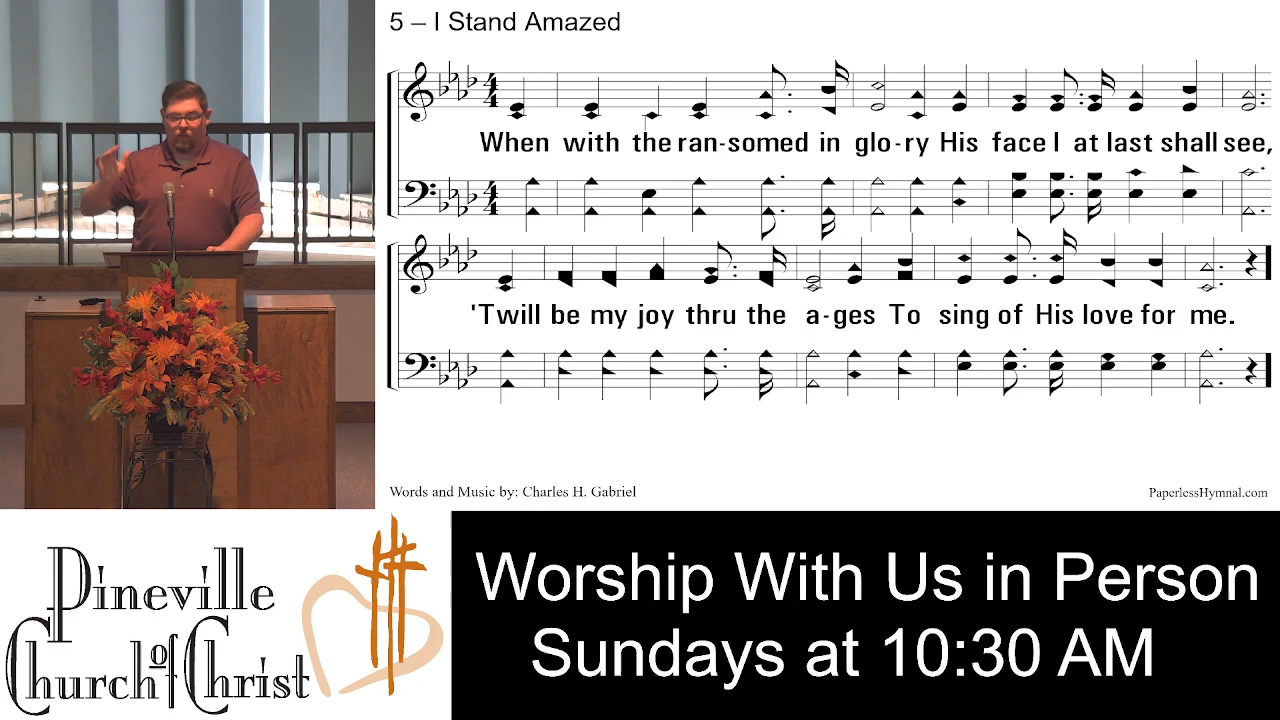 5 – I Stand Amazed
When with the ran-somed in glo-ry His face I at last shall see,
'Twill be my joy thru the a-ges To sing of His love for me.
Words and Music by: Charles H. Gabriel
PaperlessHymnal.com
Pineville
Church of Christ
Worship With Us in Person
Sundays at 10:30 AM